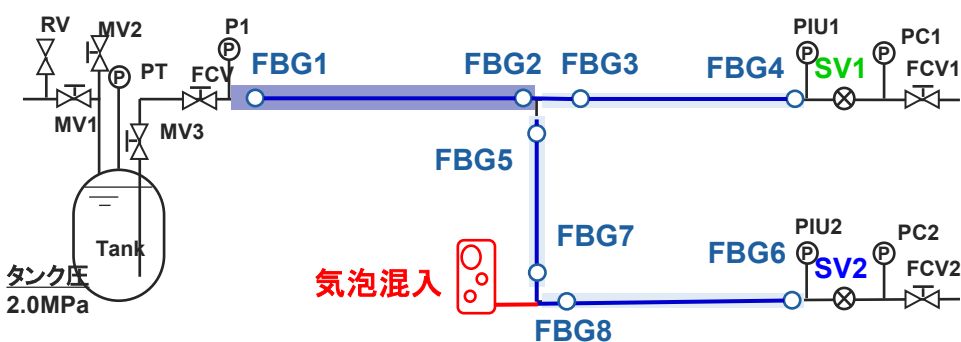 RV
MV2
P1
PIU1
PC1
P
PT
FCV
P
FBG1
FBG2
FBG3
FBG4
P
SV1
P
FCV1
MV1
MV3
FBG5
Tank
タンク圧
2.0MPa
気泡混入
FBG7
FBG6
FBG8
PIU2
PC2
P
SV2
P
FCV2